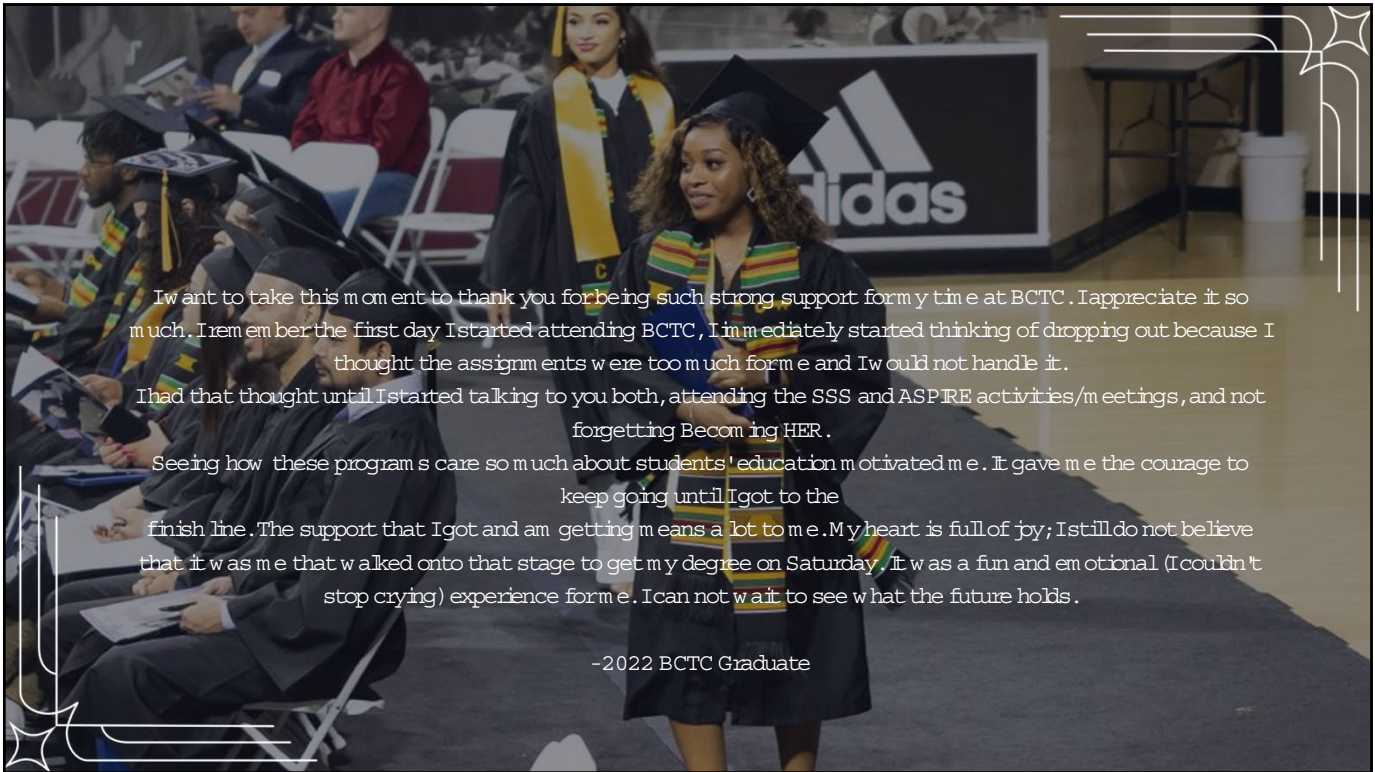 adidas
I want to take this moment to thank you for being such strong support for my time at BCTC. I appreciate it so
much. I remember the first day I started attending BCTC, I immediately started thinking of dropping out because I
thought the assignments were too much for me and I would not handle it.
I had that thought until I started talking to you both, attending the SSS and ASPIRE activities/meetings, and not
forgetting Becoming HER.
Seeing how these programs care so much about students' education motivated me. It gave me the courage to
keep going until I got to the
finish line. The support that I got and am getting means a lot to me. My heart is full of joy; I still do not believe
that it was me that walked onto that stage to get my degree on Saturday. It was a fun and emotional (I couldn't
stop crying) experience for me. I can not wait to see what the future holds.
-2022 BCTC Graduate